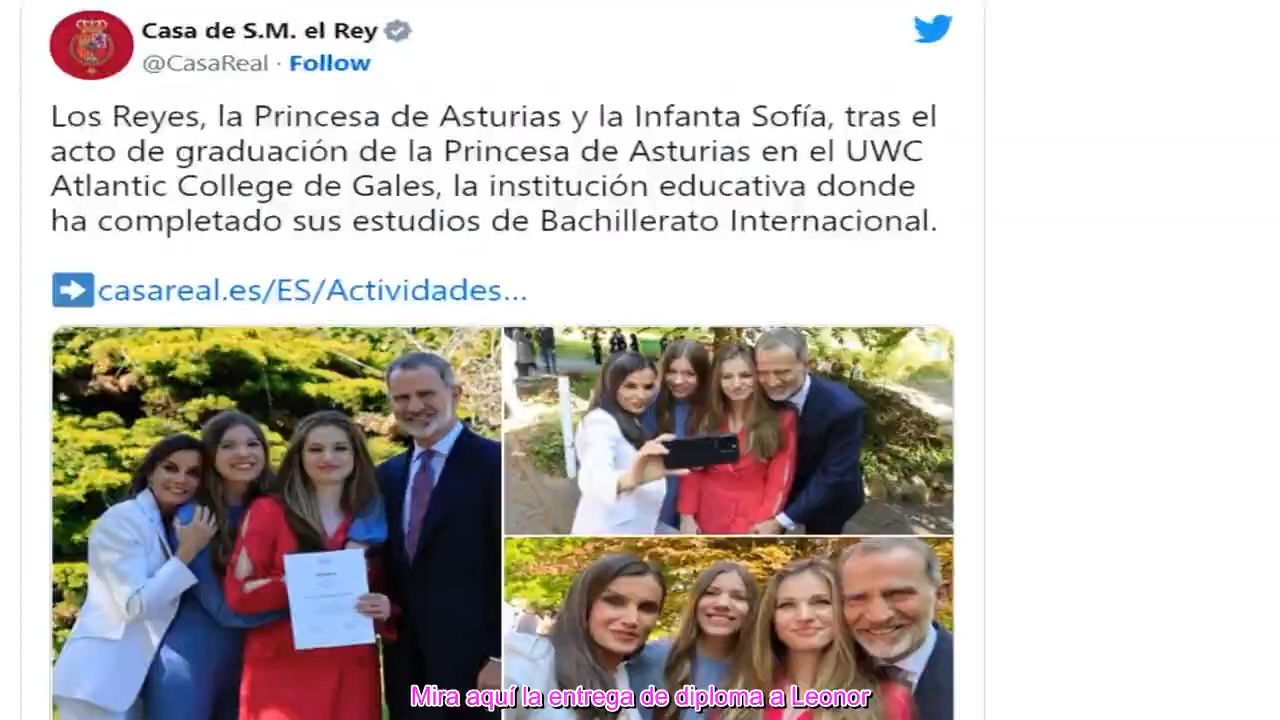 Casa de S.M. el Rey
@CasaReal · Follow
Los Reyes, la Princesa de Asturias y la Infanta Sofía, tras el
acto de graduación de la Princesa de Asturias en el UWC
Atlantic College de Gales, la institución educativa donde
ha completado sus estudios de Bachillerato Internacional.
casareal.es/ES/Actividades...
Mira aquí la entrega de diploma a Leonor